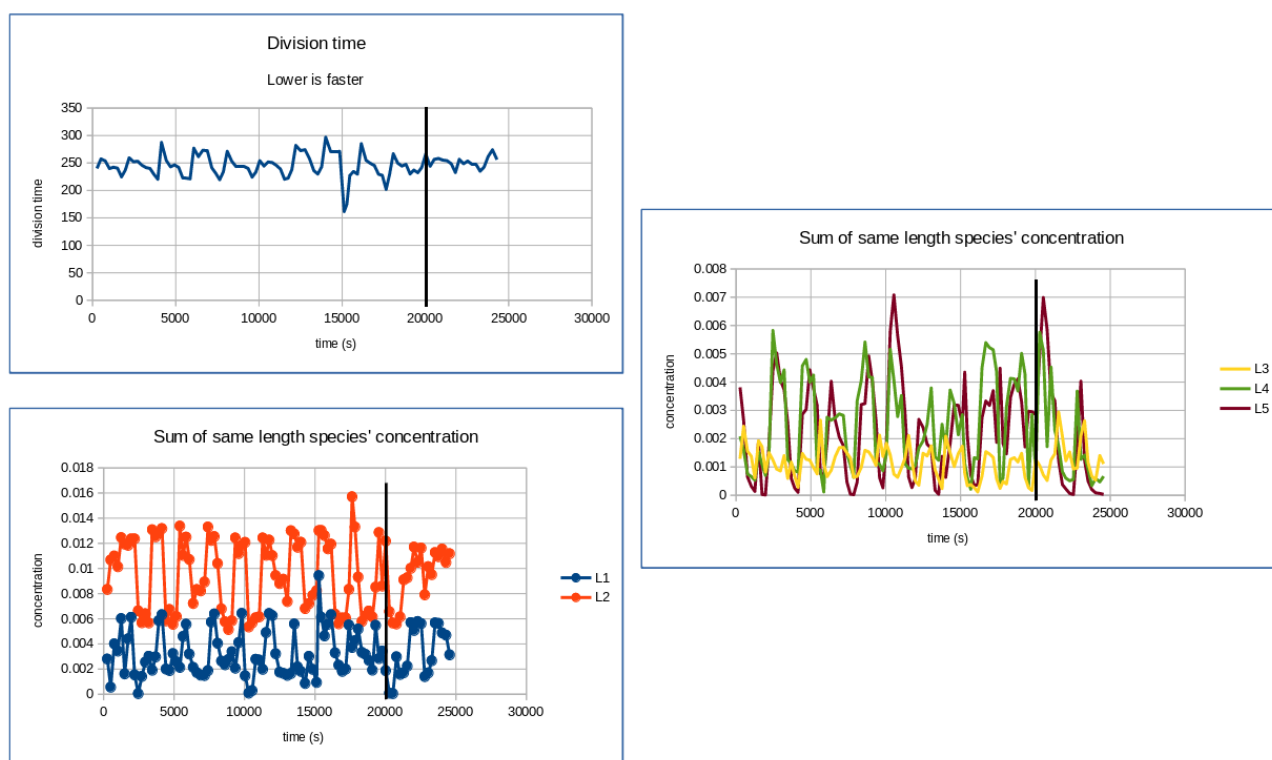 Division time
Lower is faster
350
300
250
200
150
100
50
0
division time
0 5000 10000 15000 20000 25000 30000
time (s)
Sum of same length species' concentration
0.018
0.016
0.014
0.012
0.01
0.008
0.006
0.004
0.002
0
concentration
L1
L2
0 5000 10000 15000 20000 25000 30000
time (s)
Sum of same length species' concentration
0.008
0.007
0.006
0.005
0.004
0.003
0.002
0.001
0
concentration
L3
L4
L5
0 5000 10000 15000 20000 25000 30000
time (s)